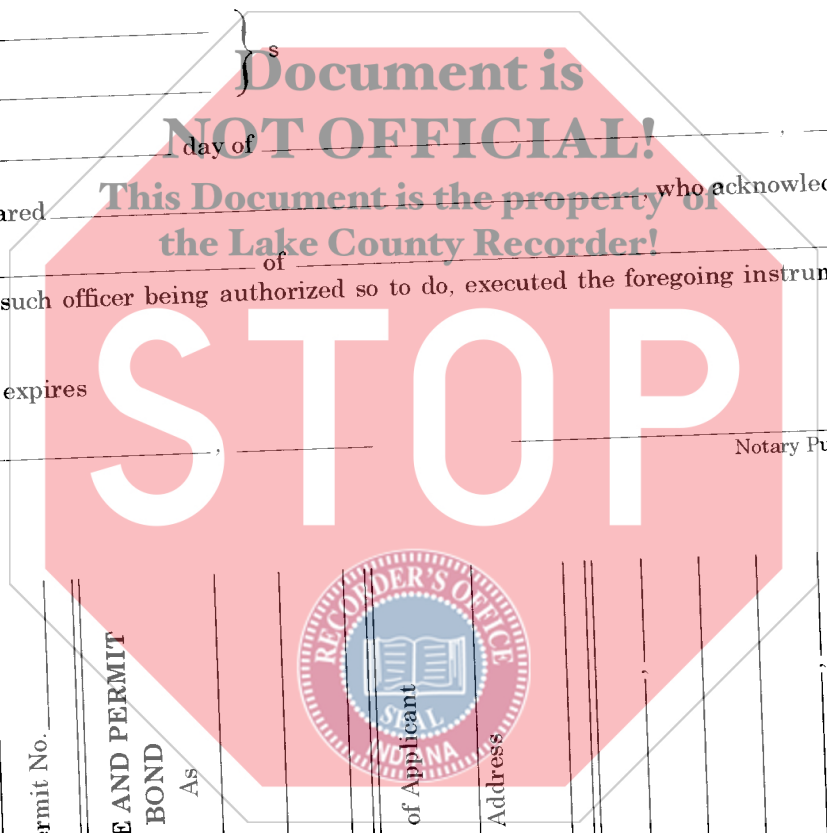 s
Document is
NOT OFFICIAL!
day of ,
This Document is the property of
ared , who acknowled
the Lake County Recorder!
of
such officer being authorized so to do, executed the foregoing instrum
STOP
expires
,
Notary Pu
RECORDER'S OFFICE
SEAL
INDIANA
ermit No.
E AND PERMIT
BOND
As
of Applicant
Address
,
,